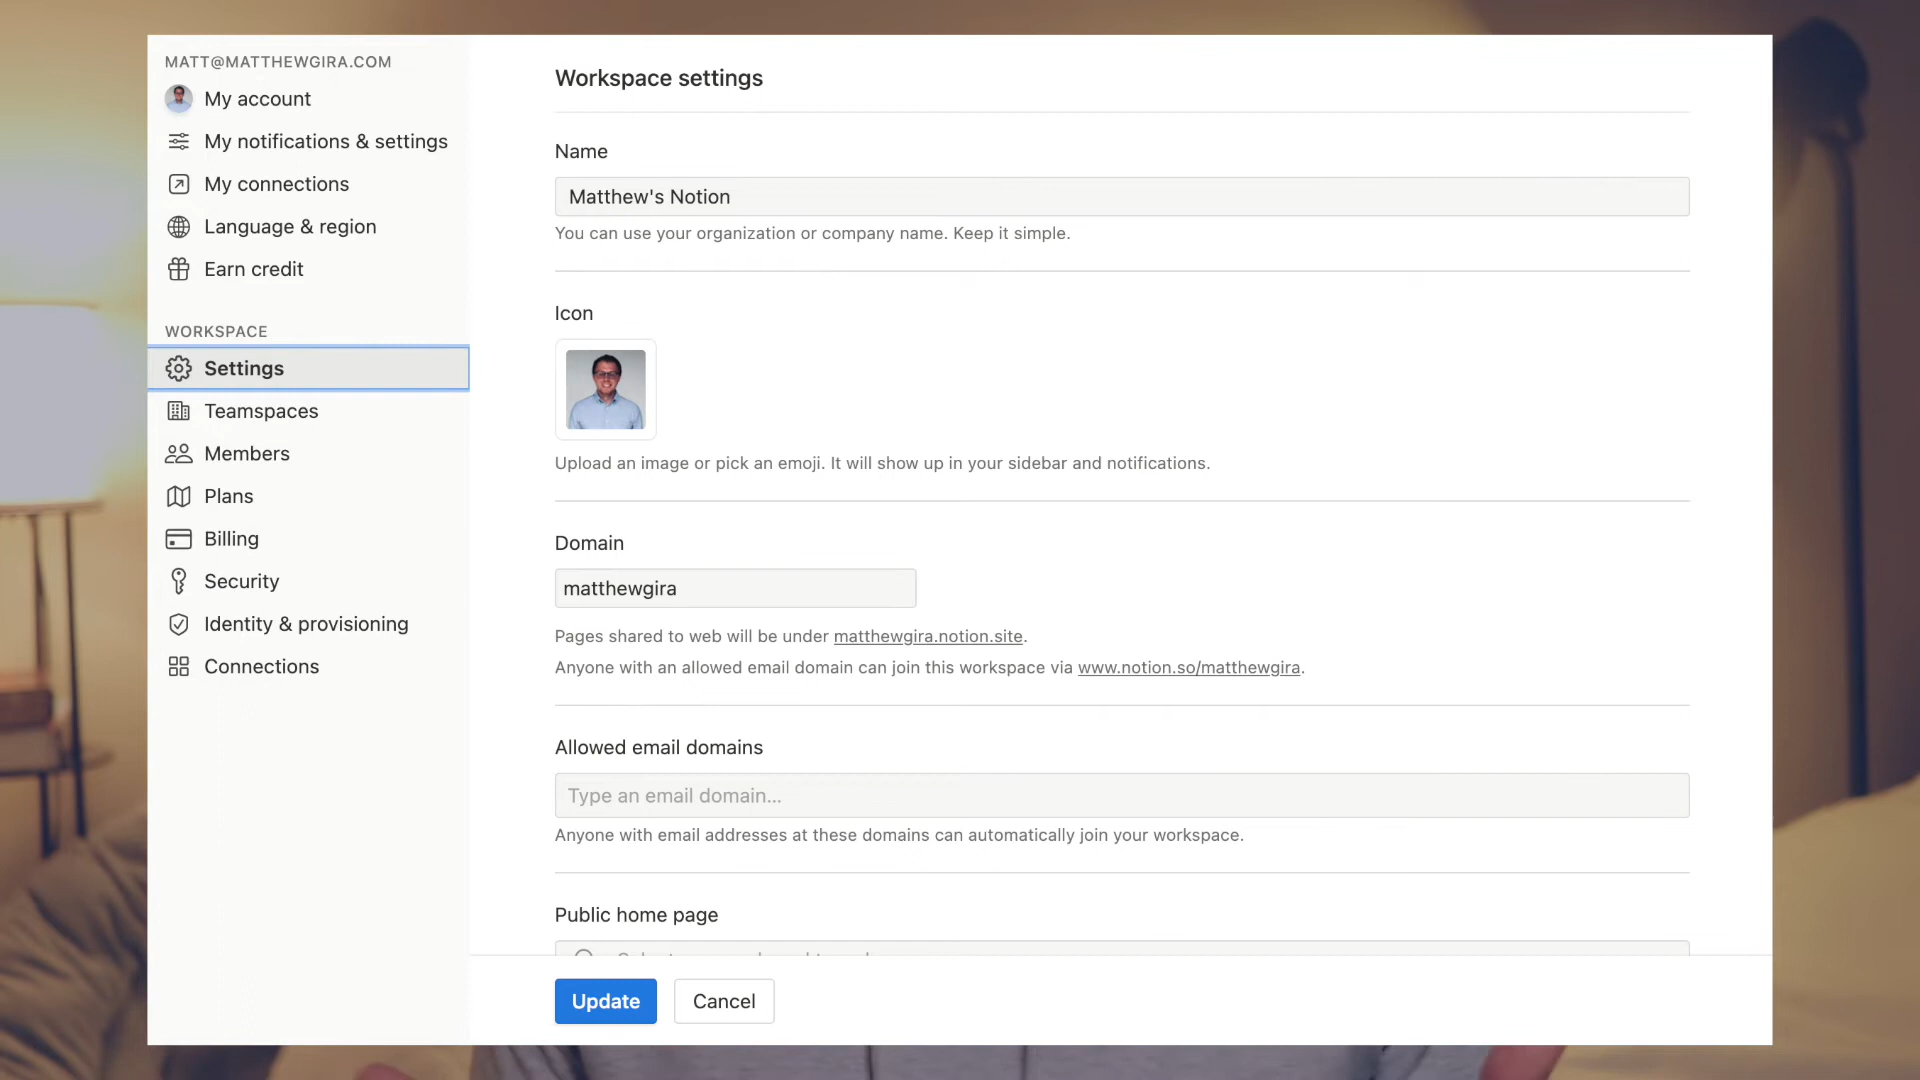 MATT@MATTHEWGIRA.COM
My account
My notifications & settings
My connections
Language & region
Earn credit
WORKSPACE
Settings
Teamspaces
Members
Plans
Billing
Security
Identity & provisioning
Connections
Workspace settings
Name
Matthew's Notion
You can use your organization or company name. Keep it simple.
Icon
Upload an image or pick an emoji. It will show up in your sidebar and notifications.
Domain
matthewgira
Pages shared to web will be under matthewgira.notion.site.
Anyone with an allowed email domain can join this workspace via www.notion.so/matthewgira.
Allowed email domains
Type an email domain...
Anyone with email addresses at these domains can automatically join your workspace.
Public home page
Update
Cancel